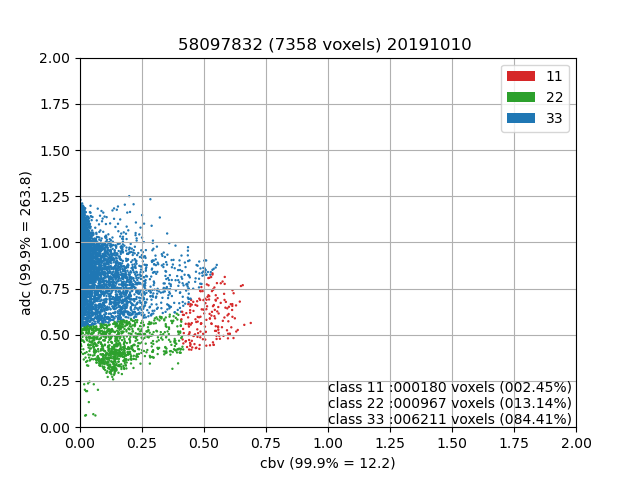 58097832 (7358 voxels) 20191010
2.00
1.75
1.50
1.25
1.00
0.75
0.50
0.25
0.00
adc (99.9% = 263.8)
11
22
33
class 11 :000180 voxels (002.45%)
class 22 :000967 voxels (013.14%)
class 33 :006211 voxels (084.41%)
0.00 0.25 0.50 0.75 1.00 1.25 1.50 1.75 2.00
cbv (99.9% = 12.2)